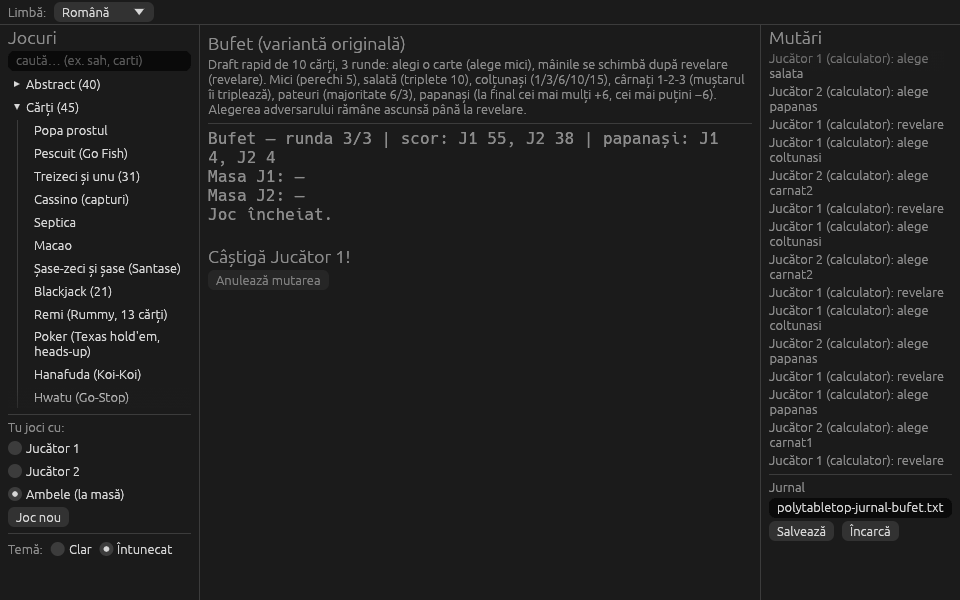 Limbă: Română
Jocuri
caută... (ex. sah, carti)
Abstract (40)
Cărți (45)
Popa prostul
Pescuit (Go Fish)
Treizeci și unu (31)
Cassino (capturi)
Septica
Macao
Șase-zeci și șase (Santase)
Blackjack (21)
Remi (Rummy, 13 cărți)
Poker (Texas hold'em,
heads-up)
Hanafuda (Koi-Koi)
Hwatu (Go-Stop)
Tu joci cu:
Jucător 1
Jucător 2
Ambele (la masă)
Joc nou
Temă: Clar Întunecat
Bufet (variantă originală)
Draft rapid de 10 cărți, 3 runde: alegi o carte (alege mici), mâinile se schimbă după revelare
(revelare). Mici (perechi 5), salată (triplete 10), colțunași (1/3/6/10/15), cârnați 1-2-3 (muștarul
îi triplează), pateuri (majoritate 6/3), papanași (la final cei mai mulți +6, cei mai puțini −6).
Alegerea adversarului rămâne ascunsă până la revelare.
Bufet — runda 3/3 | scor: J1 55, J2 38 | papanași: J1
4, J2 4
Masa J1: —
Masa J2: —
Joc încheiat.
Câștigă Jucător 1!
Anulează mutarea
Mutări
Jucător 1 (calculator): alege
salata
Jucător 2 (calculator): alege
papanas
Jucător 1 (calculator): revelare
Jucător 1 (calculator): alege
coltunasi
Jucător 2 (calculator): alege
carnat2
Jucător 1 (calculator): revelare
Jucător 1 (calculator): alege
coltunasi
Jucător 2 (calculator): alege
carnat2
Jucător 1 (calculator): revelare
Jucător 1 (calculator): alege
coltunasi
Jucător 2 (calculator): alege
papanas
Jucător 1 (calculator): revelare
Jucător 1 (calculator): alege
papanas
Jucător 2 (calculator): alege
carnat1
Jucător 1 (calculator): revelare
Jurnal
polytabletop-jurnal-bufet.txt
Salvează Încarcă